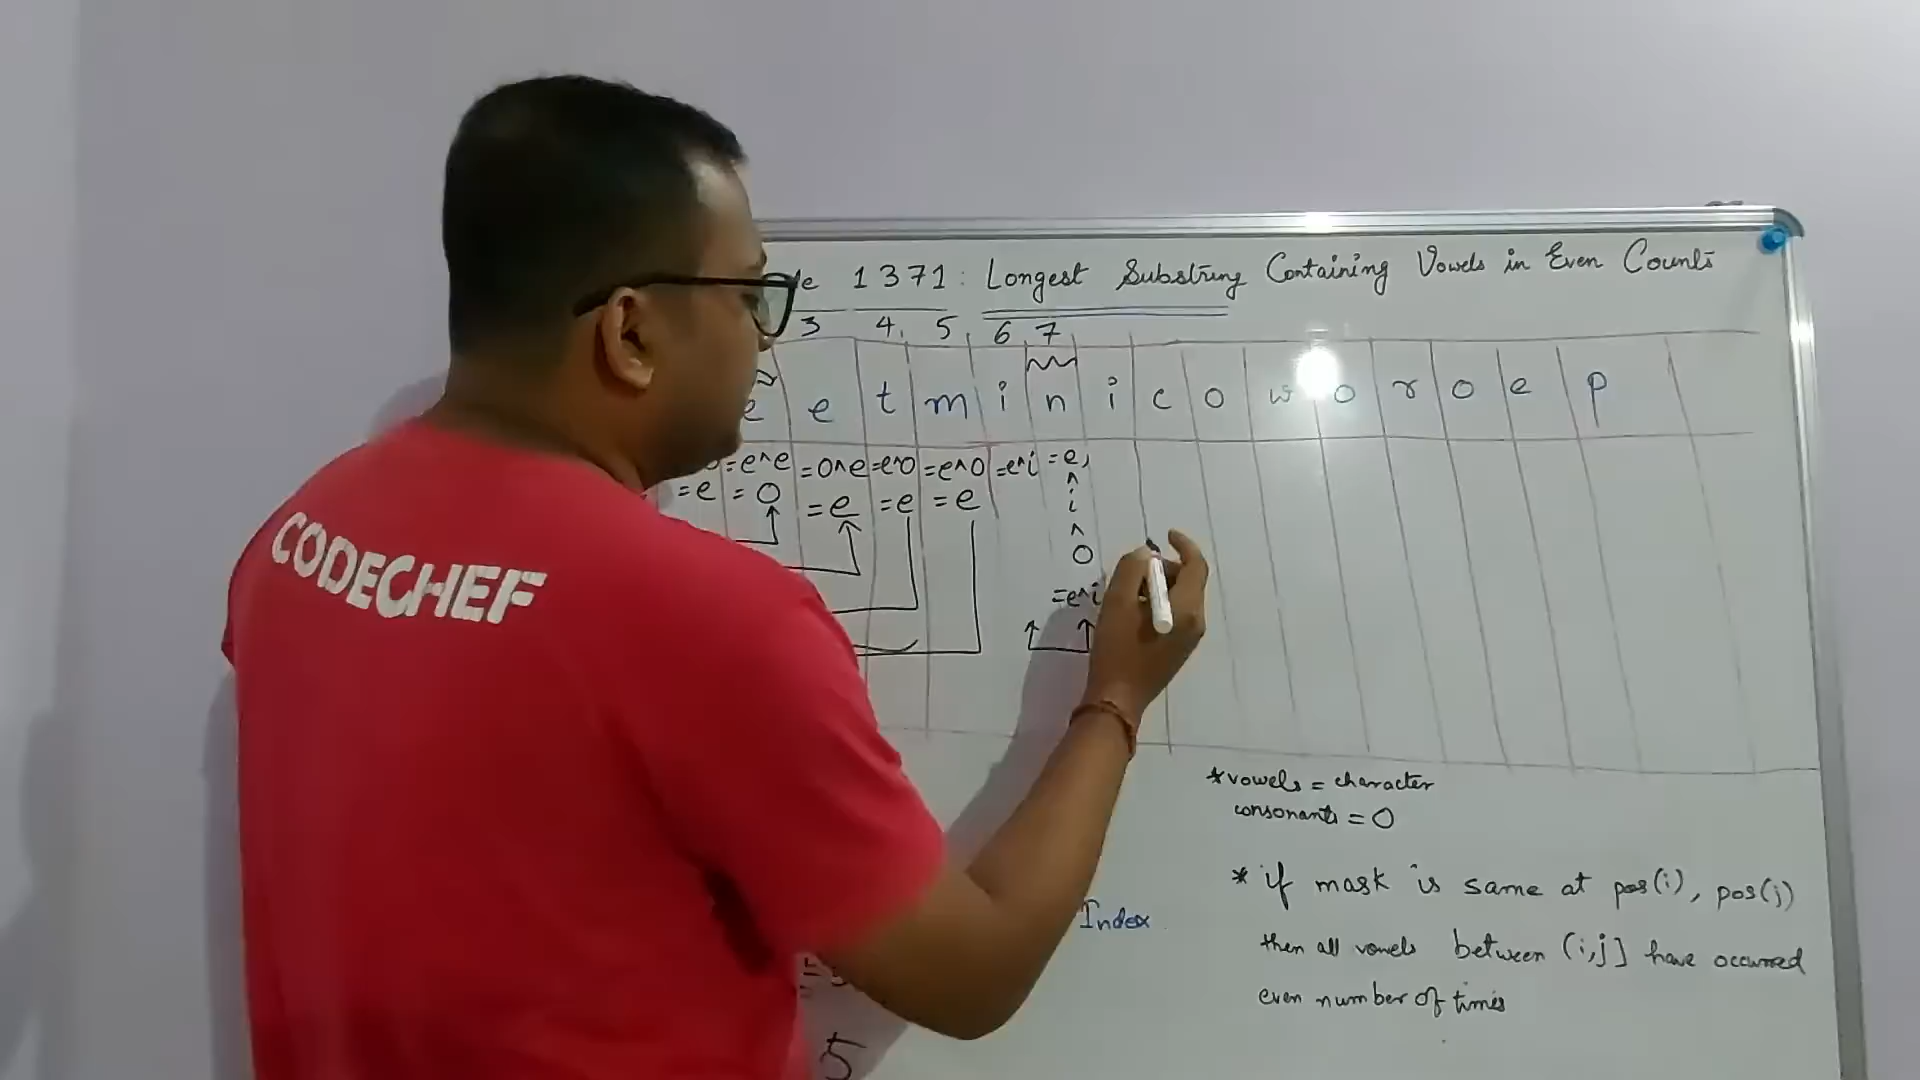 de 1371: Longest Substring Containing Vowels in Even Counts
3 4 5 6 7
e e t m i n i c o w o r o e p
=e^e =0^e =e^0 =e^0 =e^i =e^i^0
=e =0 =e =e =e
=e^i
CODECHEF
*vowels = character
consonants = 0
* if mask is same at pos(i), pos(j)
then all vowels between (i,j] have occurred
even number of times
Index
5